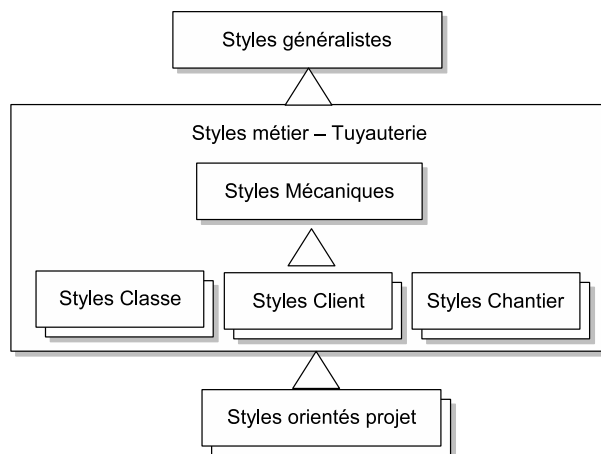 Styles généralistes
Styles métier – Tuyauterie
Styles Mécaniques
Styles Classe
Styles Client
Styles Chantier
Styles orientés projet